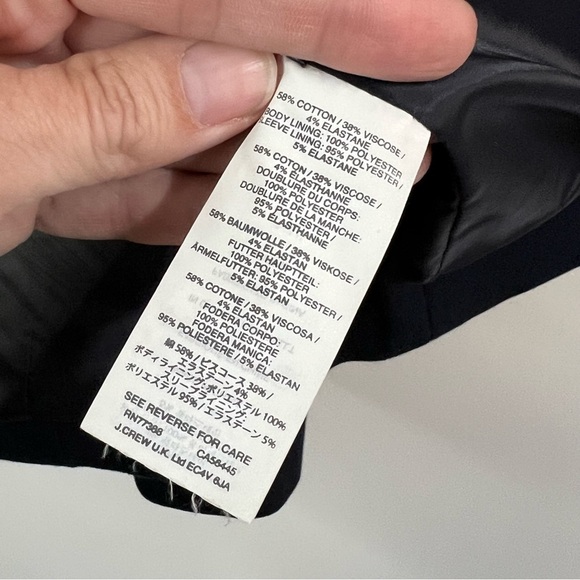 58% COTTON / 38% VISCOSE /
4% ELASTANE
BODY LINING: 100% POLYESTER
SLEEVE LINING: 95% POLYESTER /
5% ELASTANE
58% COTON / 38% VISCOSE /
4% ELASTHANNE
DOUBLURE DU CORPS:
100% POLYESTER
DOUBLURE DE LA MANCHE:
95% POLYESTER /
5% ELASTHANNE
58% BAUMWOLLE / 38% VISKOSE /
4% ELASTAN
FUTTER HAUPTTEIL:
100% POLYESTER
ÄRMELFUTTER: 95% POLYESTER /
5% ELASTAN
58% COTONE / 38% VISCOSA /
4% ELASTAN
FODERA CORPO:
100% POLIESTERE
FODERA MANICA:
95% POLIESTERE / 5% ELASTAN
綿 58% / ビスコース 38% /
エラステーン 4%
ボディライニング: ポリエステル 100%
スリーブライニング:
ポリエステル 95% / エラステーン 5%
SEE REVERSE FOR CARE
RN77388 CA56445
J.CREW U.K. Ltd EC4V 6JA